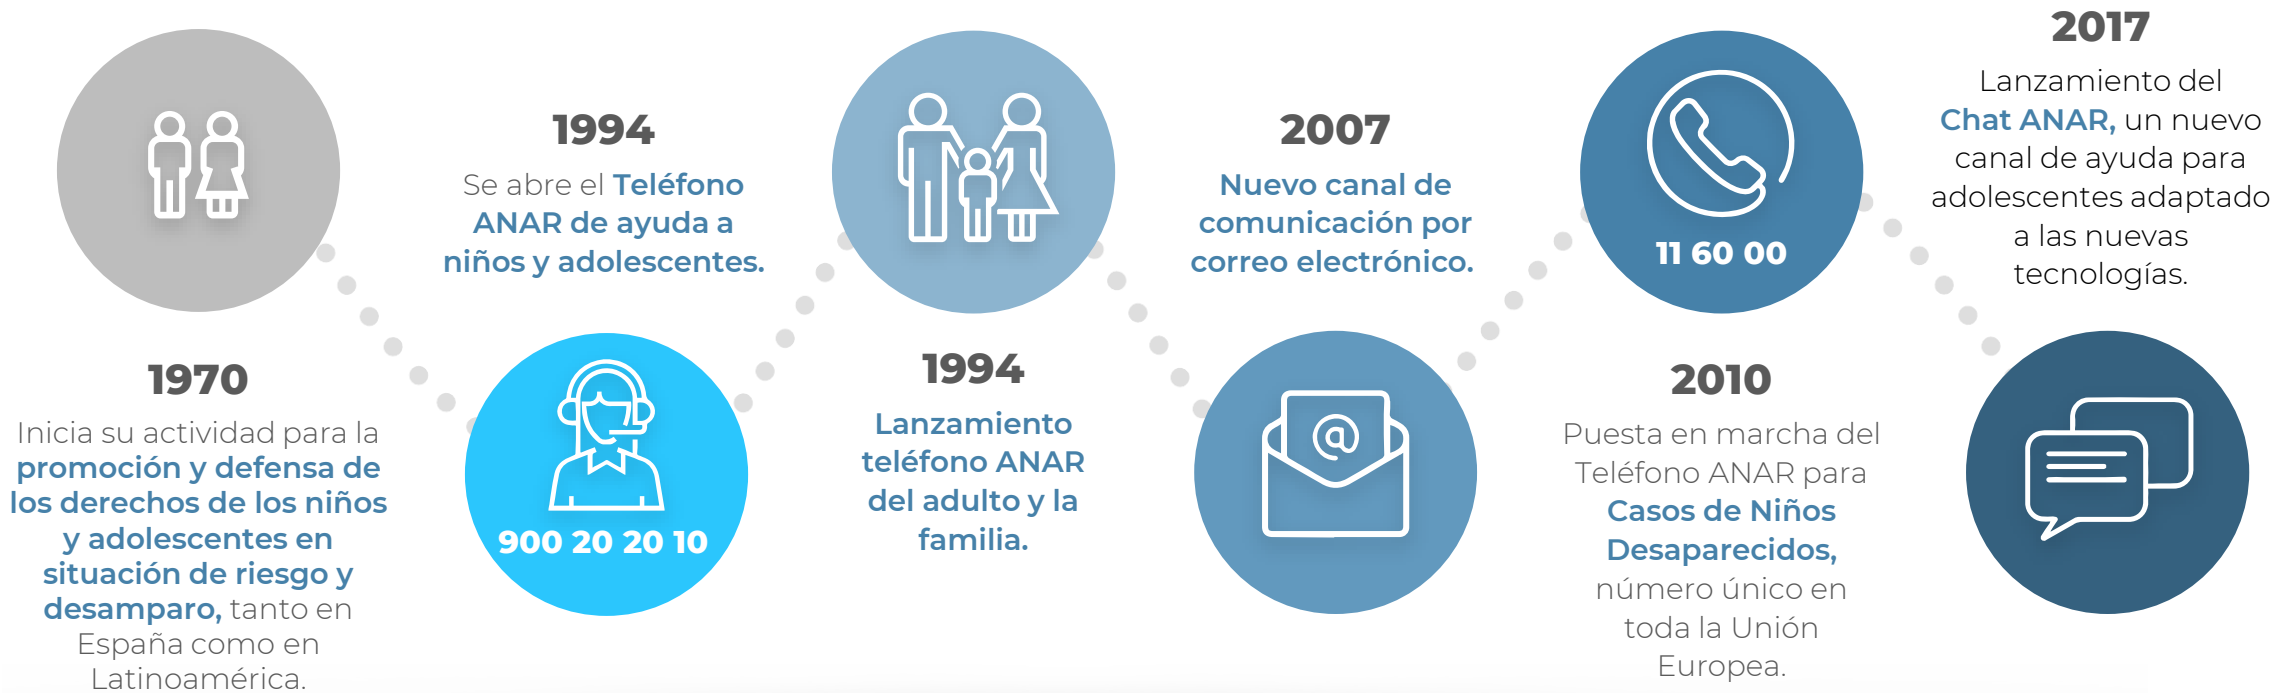 1970
Inicia su actividad para la
promoción y defensa de
los derechos de los niños
y adolescentes en
situación de riesgo y
desamparo, tanto en
España como en
Latinoamérica.
1994
Se abre el Teléfono
ANAR de ayuda a
niños y adolescentes.
900 20 20 10
1994
Lanzamiento
teléfono ANAR
del adulto y la
familia.
2007
Nuevo canal de
comunicación por
correo electrónico.
@
11 60 00
2010
Puesta en marcha del
Teléfono ANAR para
Casos de Niños
Desaparecidos,
número único en
toda la Unión
Europea.
2017
Lanzamiento del
Chat ANAR, un nuevo
canal de ayuda para
adolescentes adaptado
a las nuevas
tecnologías.